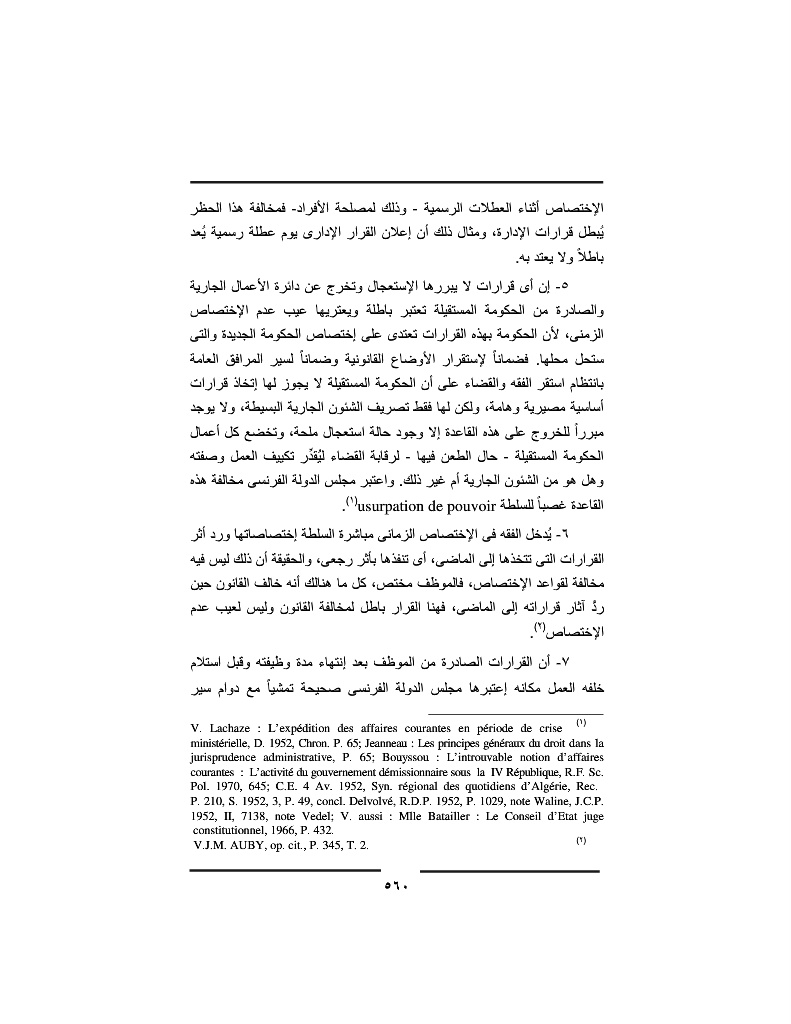 الإختصاص أثناء العطلات الرسمية - وذلك لمصلحة الأفراد- فمخالفة هذا الحظر
يُبطل قرارات الإدارة، ومثال ذلك أن إعلان القرار الإدارى يوم عطلة رسمية يُعد
باطلاً ولا يعتد به.
٥- إن أى قرارات لا يبررها الإستعجال وتخرج عن دائرة الأعمال الجارية
والصادرة من الحكومة المستقيلة تعتبر باطلة ويعتريها عيب عدم الإختصاص
الزمنى، لأن الحكومة بهذه القرارات تعتدى على إختصاص الحكومة الجديدة والتى
ستحل محلها. فضماناً لإستقرار الأوضاع القانونية وضماناً لسير المرافق العامة
بانتظام استقر الفقه والقضاء على أن الحكومة المستقيلة لا يجوز لها إتخاذ قرارات
أساسية مصيرية وهامة، ولكن لها فقط تصريف الشئون الجارية البسيطة، ولا يوجد
مبرراً للخروج على هذه القاعدة إلا وجود حالة استعجال ملحة، وتخضع كل أعمال
الحكومة المستقيلة - حال الطعن فيها - لرقابة القضاء ليُقدِّر تكييف العمل وصفته
وهل هو من الشئون الجارية أم غير ذلك. واعتبر مجلس الدولة الفرنسى مخالفة هذه
القاعدة غصباً للسلطة usurpation de pouvoir(١).
٦- يُدخل الفقه فى الإختصاص الزمانى مباشرة السلطة إختصاصاتها ورد أثر
القرارات التى تتخذها إلى الماضى، أى تنفذها بأثر رجعى، والحقيقة أن ذلك ليس فيه
مخالفة لقواعد الإختصاص، فالموظف مختص، كل ما هنالك أنه خالف القانون حين
ردَّ آثار قراراته إلى الماضى، فهنا القرار باطل لمخالفة القانون وليس لعيب عدم
الإختصاص(٢).
٧- أن القرارات الصادرة من الموظف بعد إنتهاء مدة وظيفته وقبل استلام
خلفه العمل مكانه إعتبرها مجلس الدولة الفرنسى صحيحة تمشياً مع دوام سير
(١) V. Lachaze : L’expédition des affaires courantes en période de crise
ministérielle, D. 1952, Chron. P. 65; Jeanneau : Les principes généraux du droit dans la
jurisprudence administrative, P. 65; Bouyssou : L’introuvable notion d’affaires
courantes : L’activité du gouvernement démissionnaire sous la IV République, R.F. Sc.
Pol. 1970, 645; C.E. 4 Av. 1952, Syn. régional des quotidiens d’Algérie, Rec.
P. 210, S. 1952, 3, P. 49, concl. Delvolvé, R.D.P. 1952, P. 1029, note Waline, J.C.P.
1952, II, 7138, note Vedel; V. aussi : Mlle Batailler : Le Conseil d’Etat juge
constitutionnel, 1966, P. 432.
(٢) V.J.M. AUBY, op. cit., P. 345, T. 2.
٥٦٠